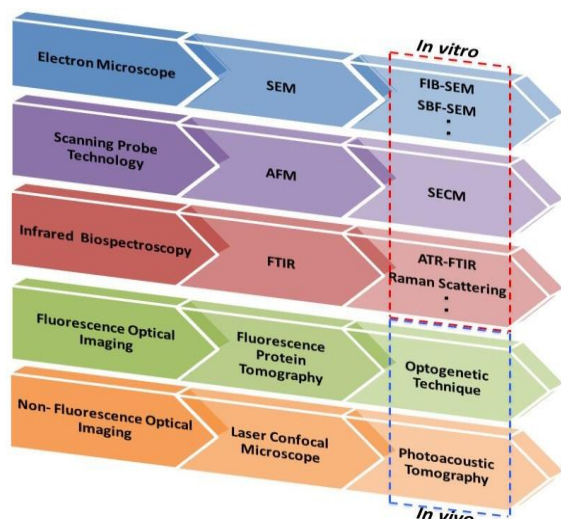 In vitro
Electron Microscope
SEM
FIB-SEM
SBF-SEM
Scanning Probe
Technology
AFM
SECM
Infrared Biospectroscopy
FTIR
ATR-FTIR
Raman Scattering
Fluorescence Optical
Imaging
Fluorescence
Protein
Tomography
Optogenetic
Technique
Non- Fluorescence Optical
Imaging
Laser Confocal
Microscope
Photoacoustic
Tomography
In vivo